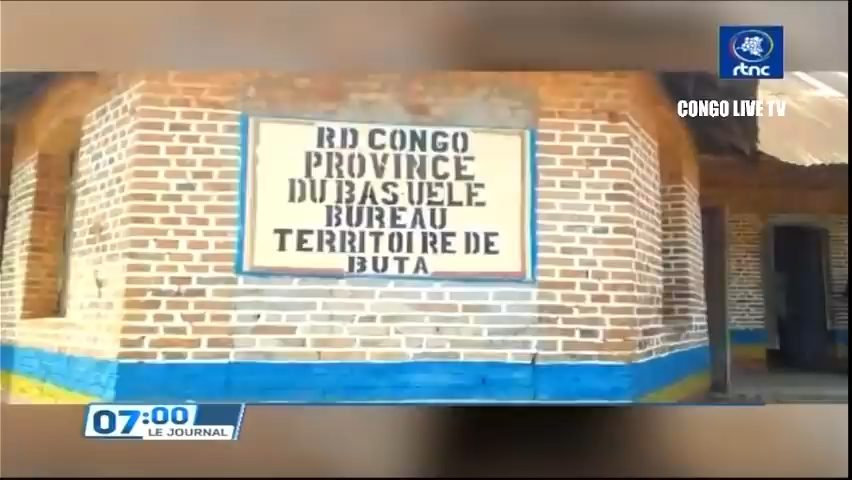 rtnc
CONGO LIVE TV
RD CONGO
PROVINCE
DU BAS-UELE
BUREAU
TERRITOIRE DE
BUTA
07:00
LE JOURNAL